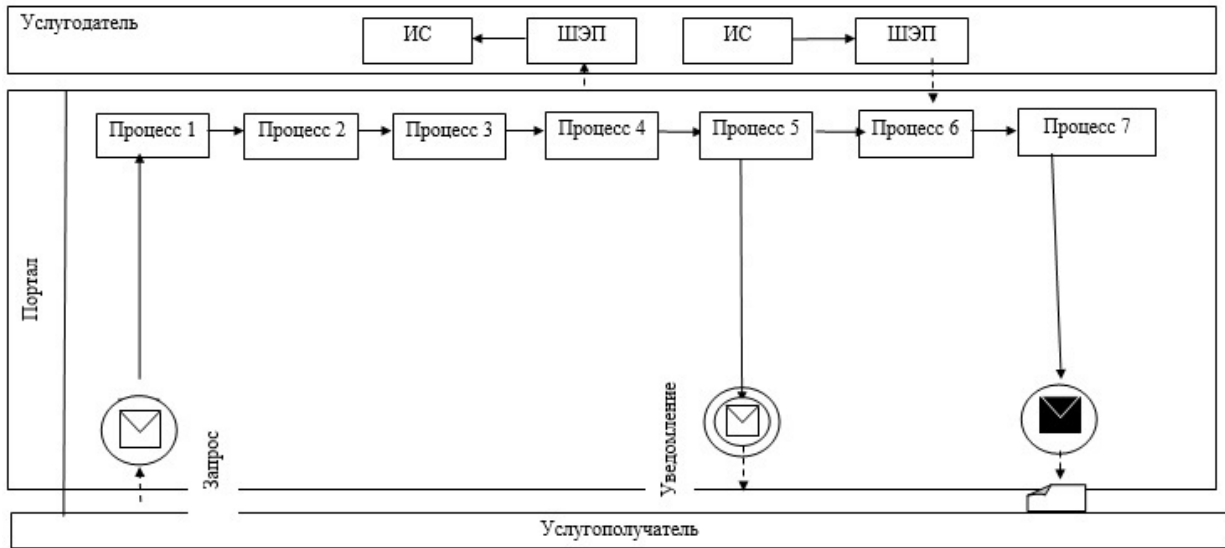 Услугодатель
ИС
ШЭП
ИС
ШЭП
Процесс 1
Процесс 2
Процесс 3
Процесс 4
Процесс 5
Процесс 6
Процесс 7
Портал
Запрос
Уведомление
Услугополучатель